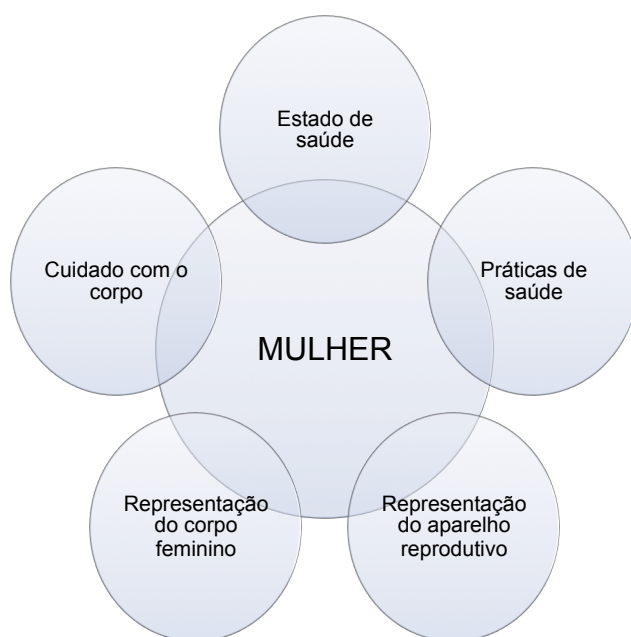 Estado de
saúde
Cuidado com o
corpo
Práticas de
saúde
MULHER
Representação
do corpo
feminino
Representação
do aparelho
reprodutivo